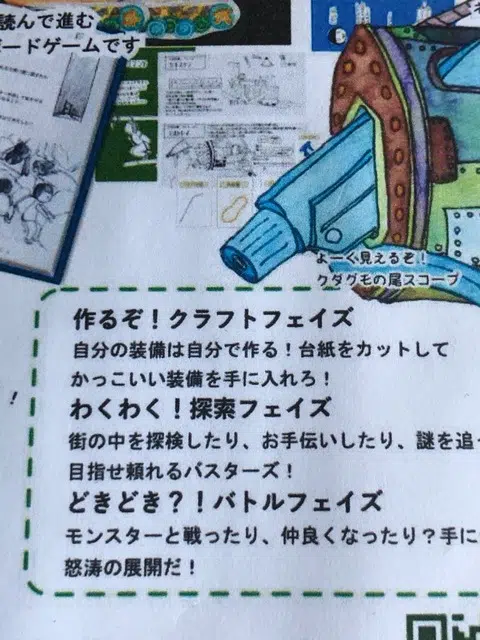 読んで進む
ボードゲームです
よーく見えるぞ！
クダグモの尾スコープ
作るぞ！クラフトフェイズ
自分の装備は自分で作る！台紙をカットして
かっこいい装備を手に入れろ！
わくわく！探索フェイズ
街の中を探検したり、お手伝いしたり、謎を追っ
目指せ頼れるバスターズ！
どきどき？！バトルフェイズ
モンスターと戦ったり、仲良くなったり？手に
怒涛の展開だ！